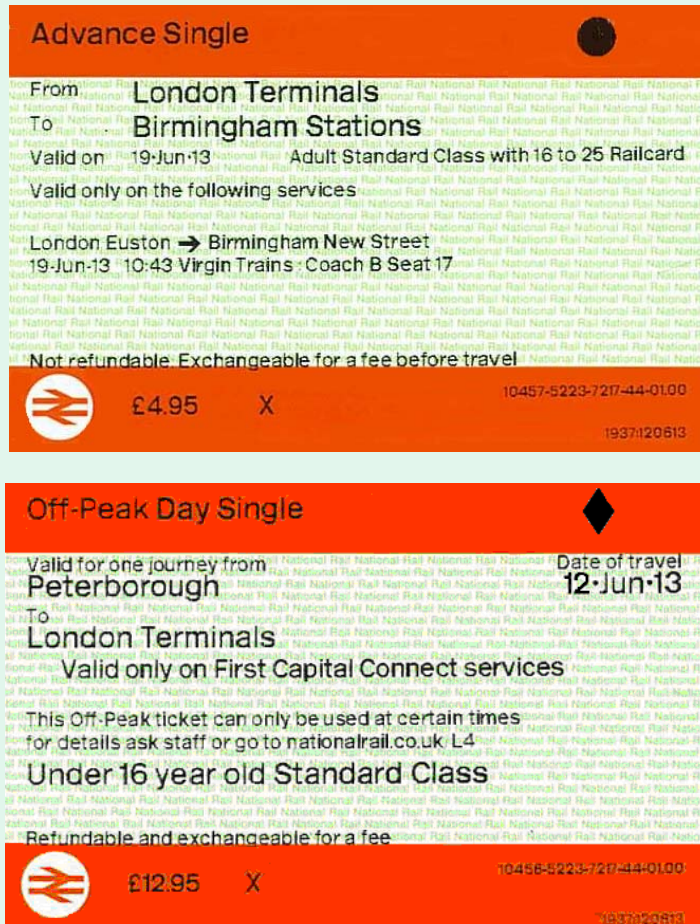 Advance Single
From London Terminals
To Birmingham Stations
Valid on 19·Jun·13 Adult Standard Class with 16 to 25 Railcard
Valid only on the following services
London Euston → Birmingham New Street
19-Jun-13 10:43 Virgin Trains : Coach B Seat 17
Not refundable. Exchangeable for a fee before travel
£4.95 X
10457-5223-7217-44-01.00
1937:120613
Off-Peak Day Single
Valid for one journey from
Date of travel
Peterborough
12·Jun·13
To
London Terminals
Valid only on First Capital Connect services
This Off-Peak ticket can only be used at certain times
for details ask staff or go to nationalrail.co.uk L4
Under 16 year old Standard Class
Refundable and exchangeable for a fee
£12.95 X
10456-5223-7217-44-01.00
1937:120613